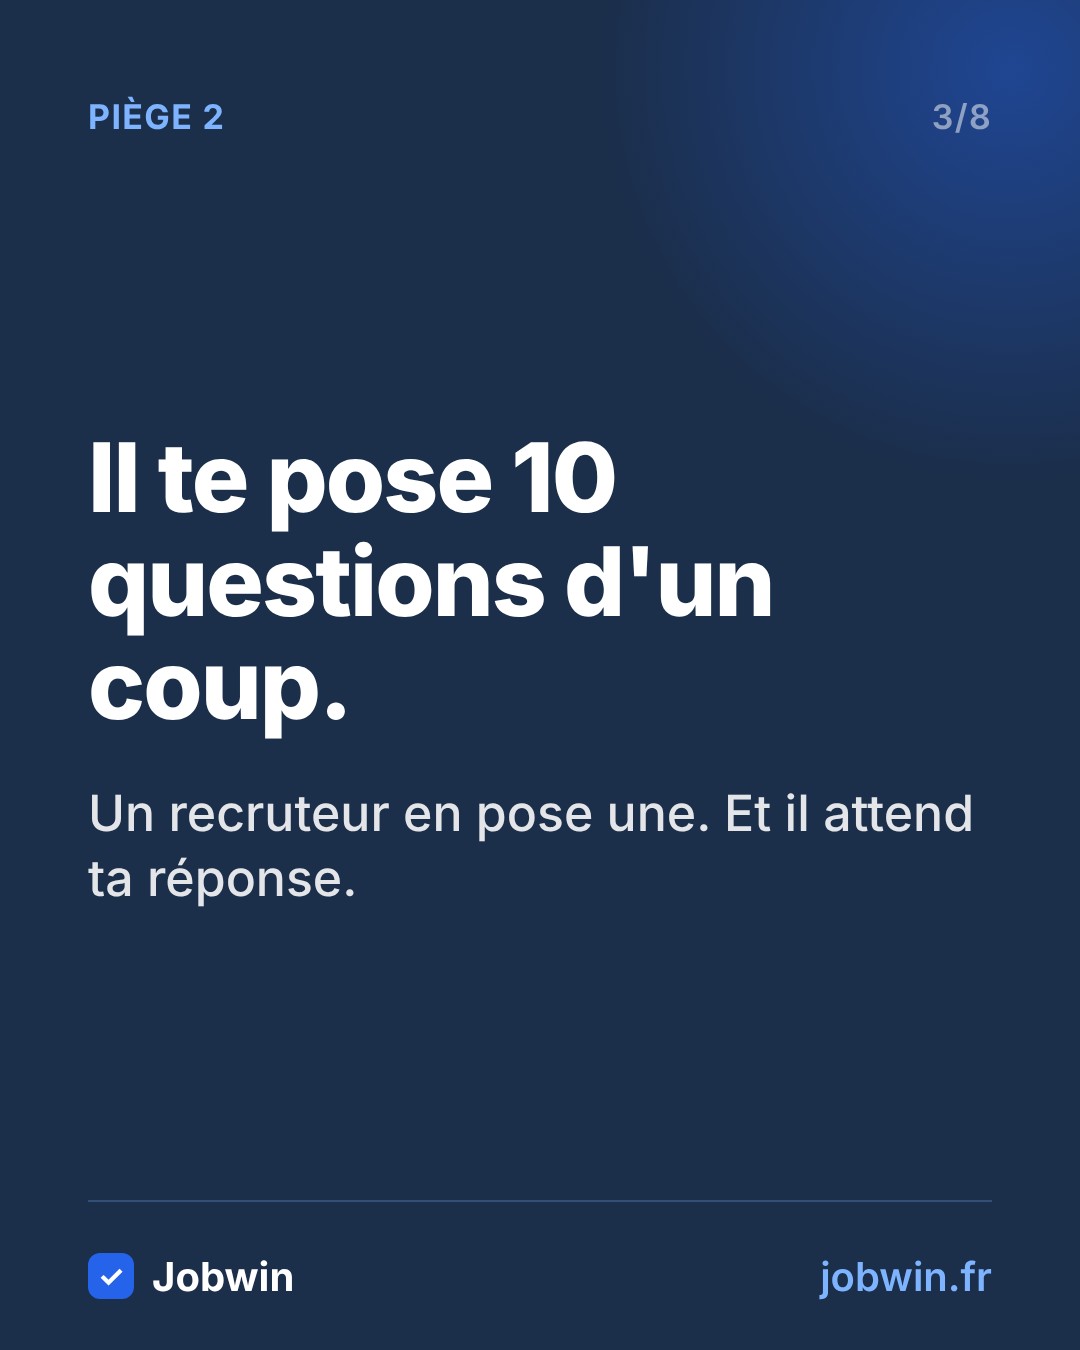 PIÈGE 2
3/8
Il te pose 10
questions d'un
coup.
Un recruteur en pose une. Et il attend
ta réponse.
Jobwin
jobwin.fr